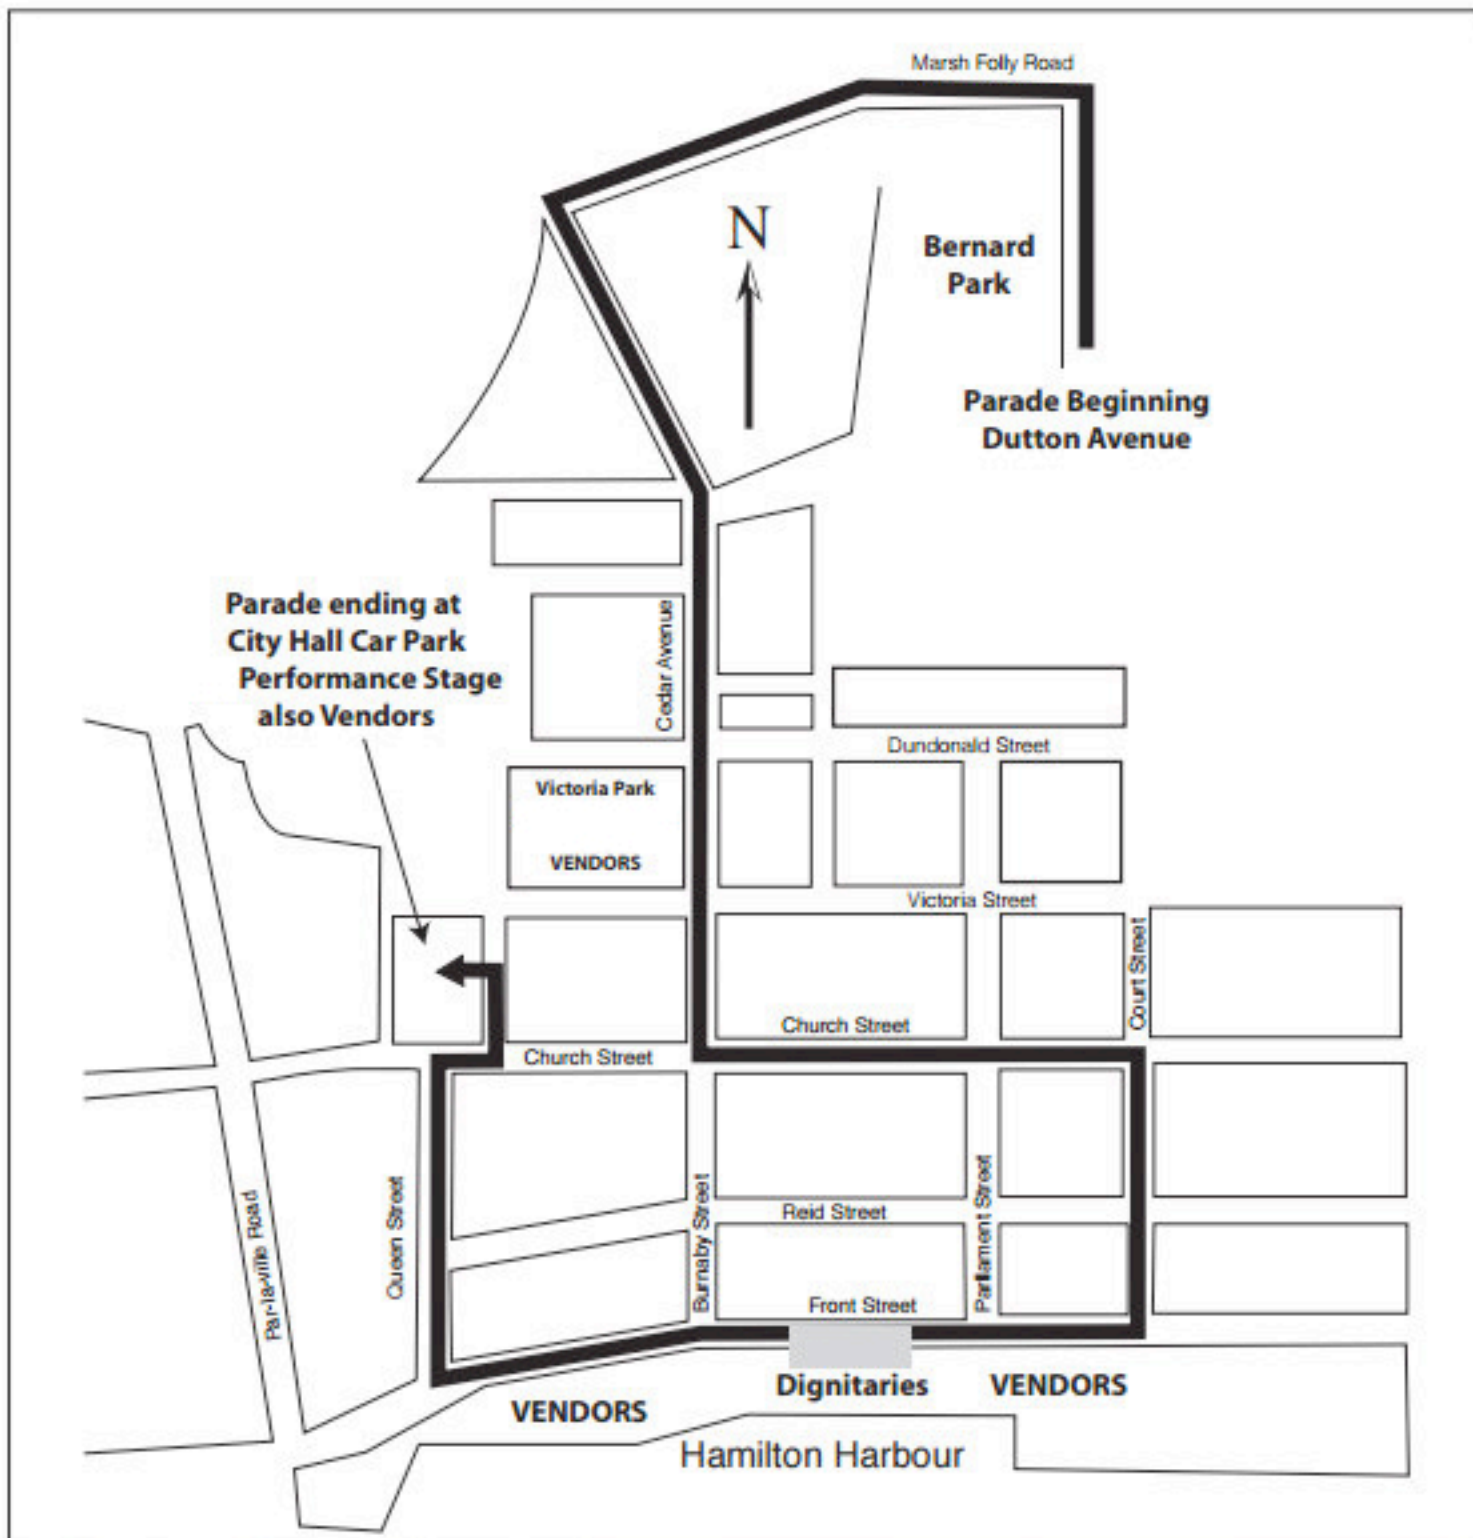 Marsh Folly Road
N
Bernard
Park
Parade Beginning
Dutton Avenue
Parade ending at
City Hall Car Park
Performance Stage
also Vendors
Cedar Avenue
Dundonald Street
Victoria Park
VENDORS
Victoria Street
Court Street
Church Street
Church Street
Par-la-ville Road
Queen Street
Burnaby Street
Reid Street
Parliament Street
Front Street
Dignitaries
VENDORS
VENDORS
Hamilton Harbour